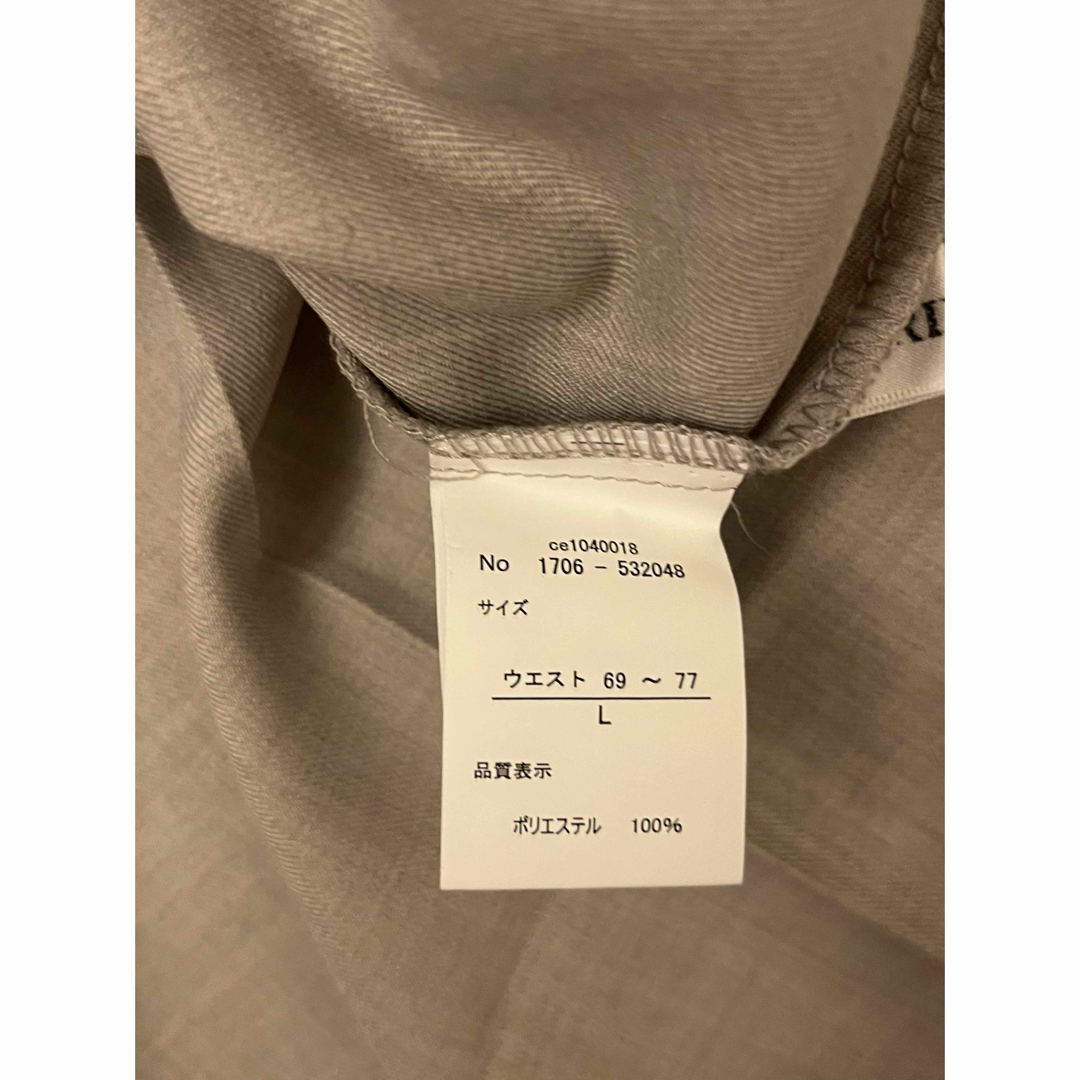 ce1040018
No 1706 - 532048
サイズ
ウエスト 69 ～ 77
L
品質表示
ポリエステル 100%